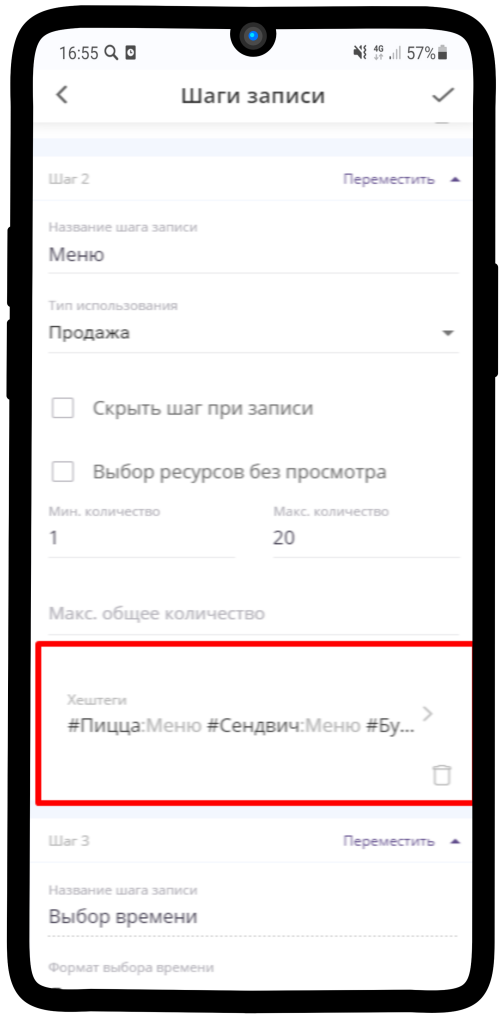 16:55 4G 57%
Шаги записи
Шаг 2 Переместить
Название шага записи
Меню
Тип использования
Продажа
Скрыть шаг при записи
Выбор ресурсов без просмотра
Мин. количество Макс. количество
1 20
Макс. общее количество
Хештеги
#Пицца:Меню #Сендвич:Меню #Бу...
Шаг 3 Переместить
Название шага записи
Выбор времени
Формат выбора времени